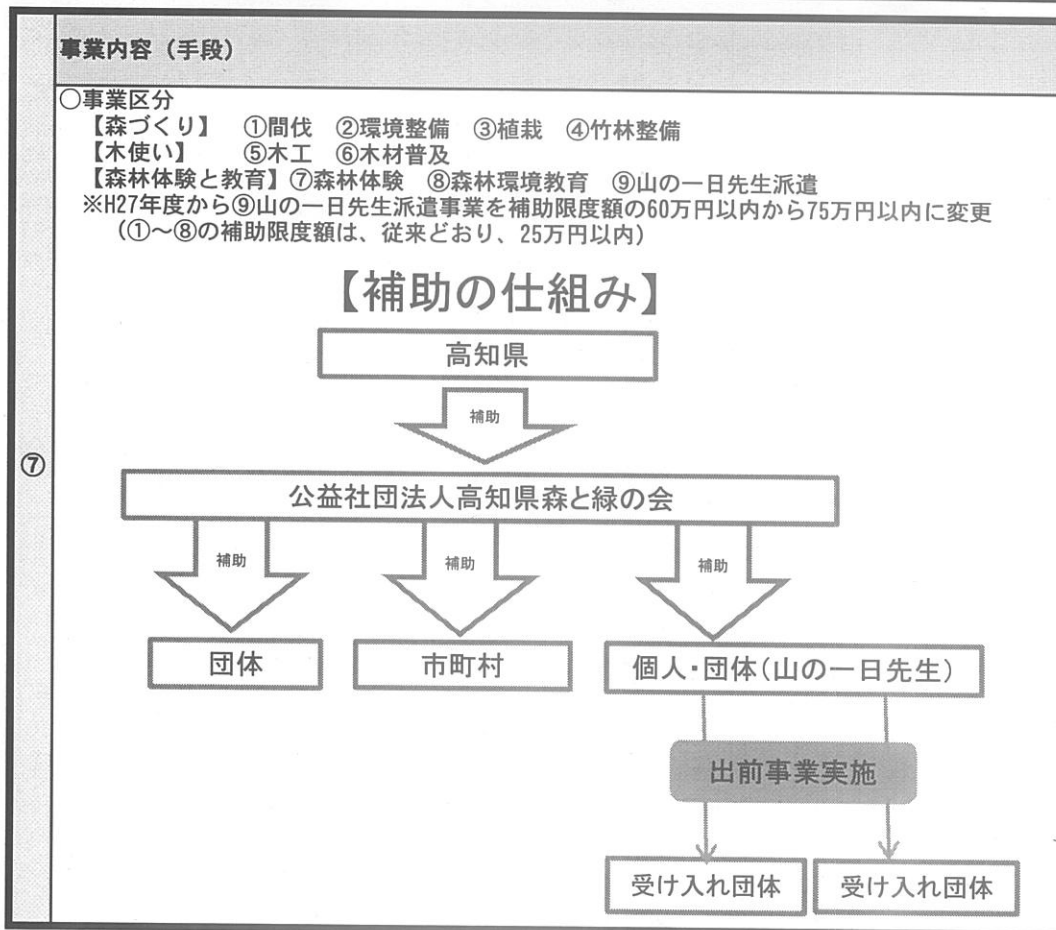 事業内容（手段）
○事業区分
【森づくり】　①間伐　②環境整備　③植栽　④竹林整備
【木使い】　　⑤木工　⑥木材普及
【森林体験と教育】⑦森林体験　⑧森林環境教育　⑨山の一日先生派遣
※H27年度から⑨山の一日先生派遣事業を補助限度額の60万円以内から75万円以内に変更
（①～⑧の補助限度額は、従来どおり、25万円以内）
【補助の仕組み】
高知県
補助
⑦
公益社団法人高知県森と緑の会
補助　補助　補助
団体　市町村　個人・団体（山の一日先生）
出前事業実施
受け入れ団体　受け入れ団体